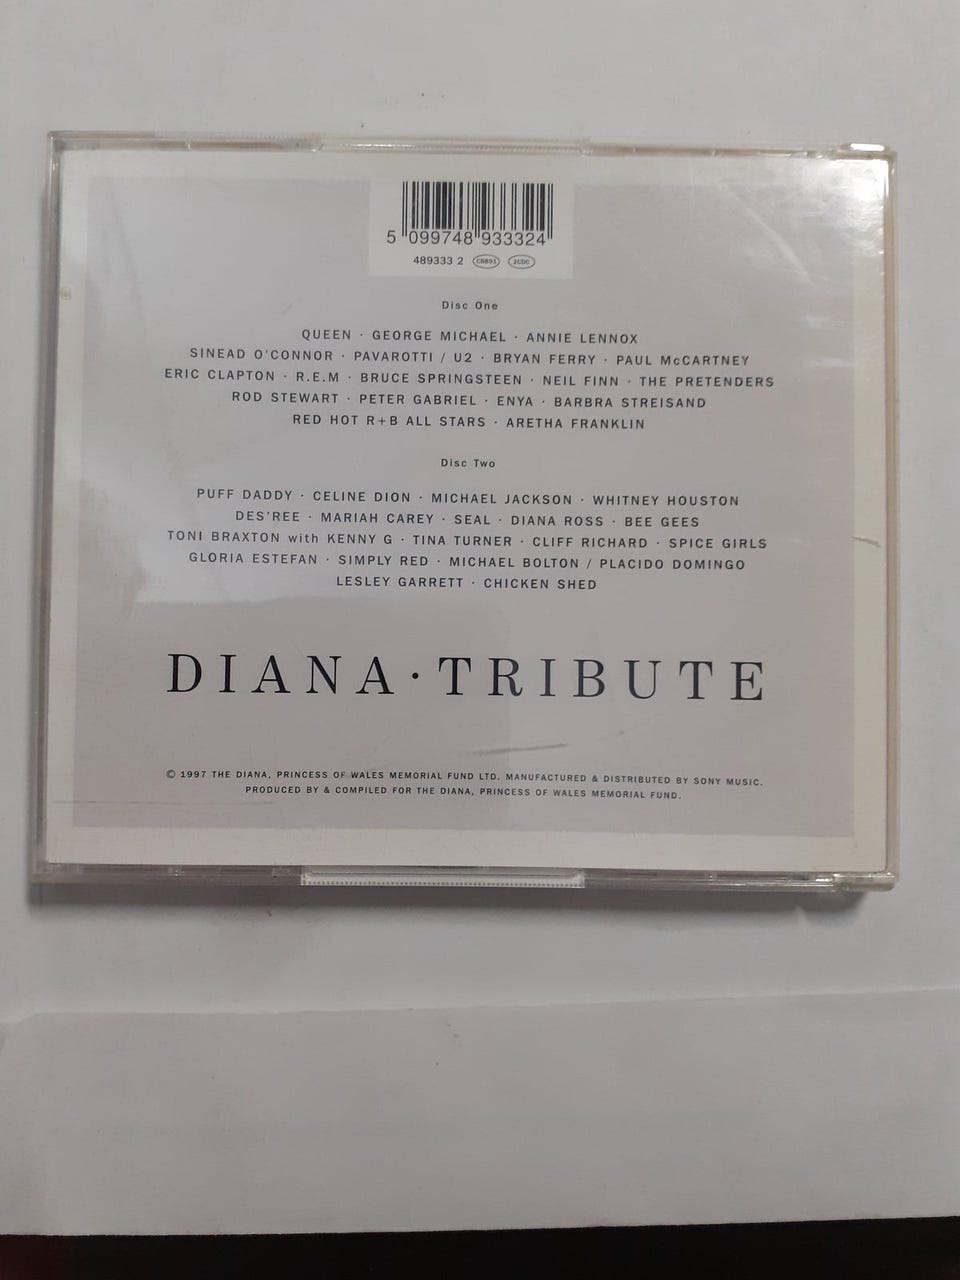 5 099748 933324
489333 2 CB891 2CDC
Disc One
QUEEN · GEORGE MICHAEL · ANNIE LENNOX
SINEAD O'CONNOR · PAVAROTTI / U2 · BRYAN FERRY · PAUL McCARTNEY
ERIC CLAPTON · R.E.M · BRUCE SPRINGSTEEN · NEIL FINN · THE PRETENDERS
ROD STEWART · PETER GABRIEL · ENYA · BARBRA STREISAND
RED HOT R+B ALL STARS · ARETHA FRANKLIN
Disc Two
PUFF DADDY · CELINE DION · MICHAEL JACKSON · WHITNEY HOUSTON
DES'REE · MARIAH CAREY · SEAL · DIANA ROSS · BEE GEES
TONI BRAXTON with KENNY G · TINA TURNER · CLIFF RICHARD · SPICE GIRLS
GLORIA ESTEFAN · SIMPLY RED · MICHAEL BOLTON / PLACIDO DOMINGO
LESLEY GARRETT · CHICKEN SHED
DIANA · TRIBUTE
© 1997 THE DIANA, PRINCESS OF WALES MEMORIAL FUND LTD. MANUFACTURED & DISTRIBUTED BY SONY MUSIC.
PRODUCED BY & COMPILED FOR THE DIANA, PRINCESS OF WALES MEMORIAL FUND.